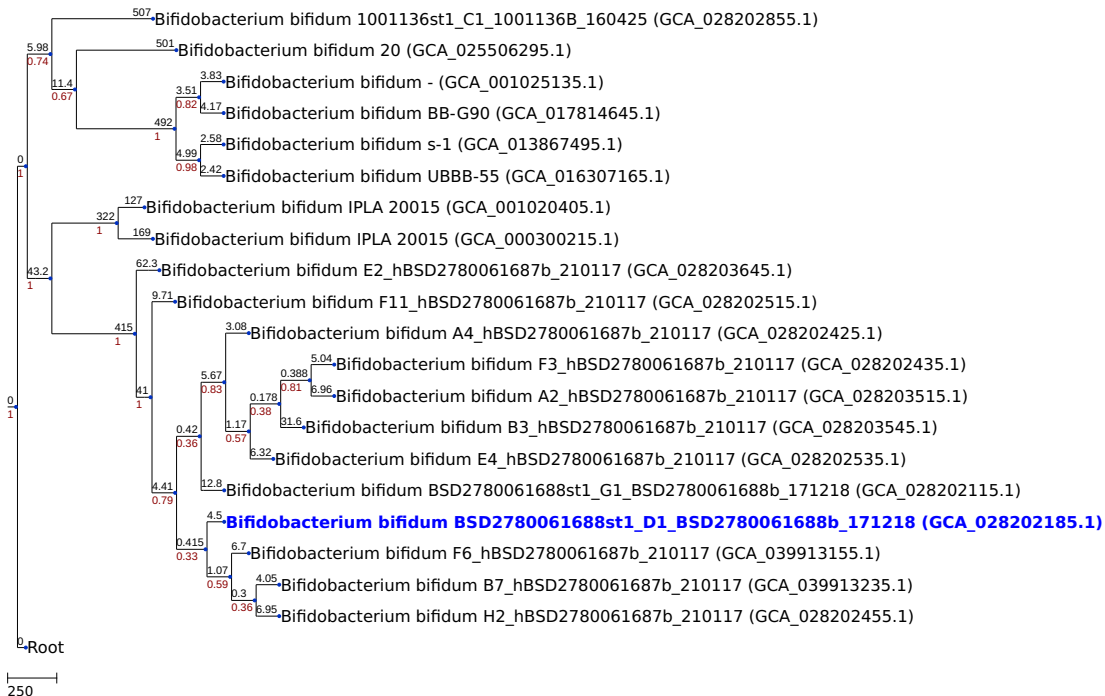 507 Bifidobacterium bifidum 1001136st1_C1_1001136B_160425 (GCA_028202855.1)
5.98
0.74
501 Bifidobacterium bifidum 20 (GCA_025506295.1)
11.4
0.67
3.83 Bifidobacterium bifidum - (GCA_001025135.1)
3.51
0.82
4.17 Bifidobacterium bifidum BB-G90 (GCA_017814645.1)
492
1
2.58 Bifidobacterium bifidum s-1 (GCA_013867495.1)
4.99
0.98
2.42 Bifidobacterium bifidum UBBB-55 (GCA_016307165.1)
0
1
127 Bifidobacterium bifidum IPLA 20015 (GCA_001020405.1)
322
1
169 Bifidobacterium bifidum IPLA 20015 (GCA_000300215.1)
43.2
1
62.3 Bifidobacterium bifidum E2_hBSD2780061687b_210117 (GCA_028203645.1)
9.71 Bifidobacterium bifidum F11_hBSD2780061687b_210117 (GCA_028202515.1)
415
1
3.08 Bifidobacterium bifidum A4_hBSD2780061687b_210117 (GCA_028202425.1)
5.04 Bifidobacterium bifidum F3_hBSD2780061687b_210117 (GCA_028202435.1)
0.388
0.81
5.67
0.83
6.96 Bifidobacterium bifidum A2_hBSD2780061687b_210117 (GCA_028203515.1)
41
1
0.178
0.38
0
1
31.6 Bifidobacterium bifidum B3_hBSD2780061687b_210117 (GCA_028203545.1)
1.17
0.57
0.42
0.36
6.32 Bifidobacterium bifidum E4_hBSD2780061687b_210117 (GCA_028202535.1)
12.8 Bifidobacterium bifidum BSD2780061688st1_G1_BSD2780061688b_171218 (GCA_028202115.1)
4.41
0.79
4.5 Bifidobacterium bifidum BSD2780061688st1_D1_BSD2780061688b_171218 (GCA_028202185.1)
0.415
0.33
6.7 Bifidobacterium bifidum F6_hBSD2780061687b_210117 (GCA_039913155.1)
1.07
0.59
4.05 Bifidobacterium bifidum B7_hBSD2780061687b_210117 (GCA_039913235.1)
0.3
0.36
6.95 Bifidobacterium bifidum H2_hBSD2780061687b_210117 (GCA_028202455.1)
0 Root
250